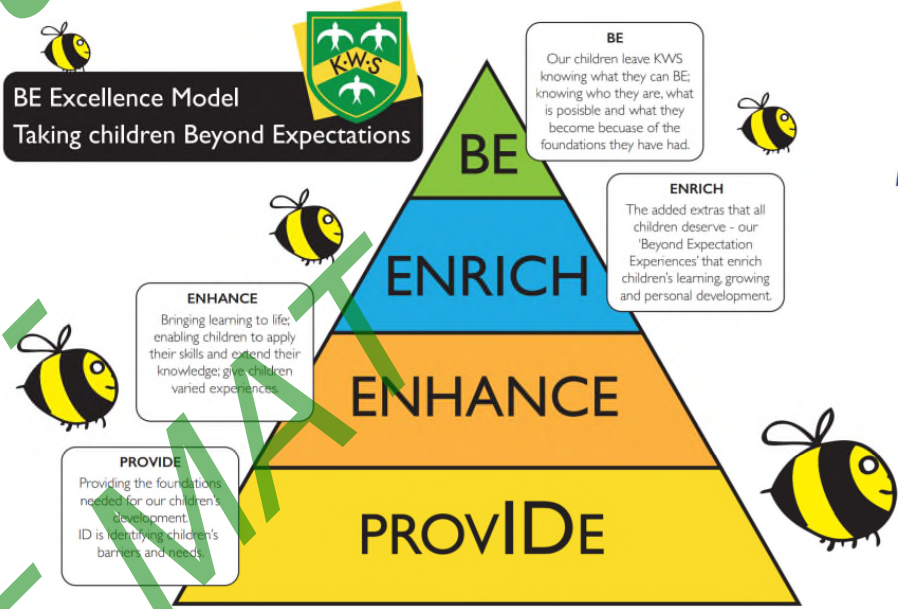 BE Excellence Model
Taking children Beyond Expectations
K•W•S
BE
Our children leave KWS
knowing what they can BE;
knowing who they are, what
is posible and what they
become becuase of the
foundations they have had.
BE
ENRICH
The added extras that all
children deserve - our
'Beyond Expectation
Experiences' that enrich
children's learning, growing
and personal development.
ENRICH
ENHANCE
Bringing learning to life;
enabling children to apply
their skills and extend their
knowledge; give children
varied experiences.
ENHANCE
PROVIDE
Providing the foundations
needed for our children's
development.
ID is identifying children's
barriers and needs.
PROVIDE
MAT